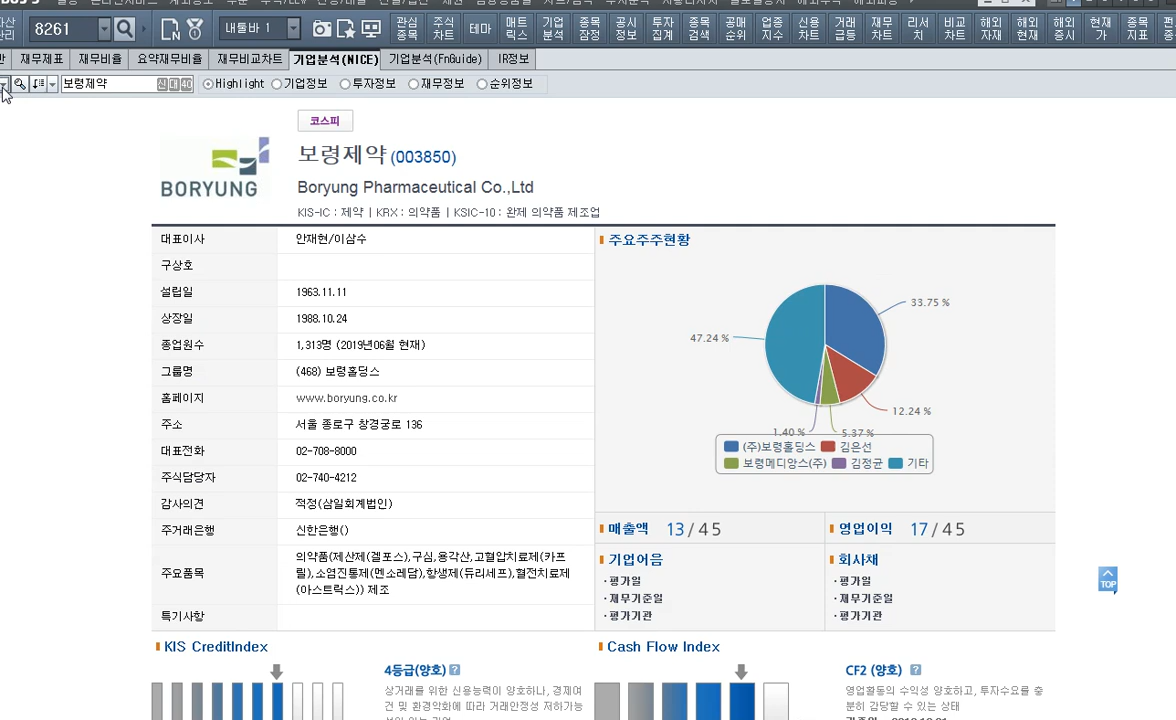 8261
내툴바 1
관심종목
주식차트
테마
매트릭스
기업분석
종목잠정
공시정보
투자집계
종목검색
공매순위
업종지수
신용차트
거래급등
재무차트
리서치
비교차트
해외자재
해외현재
해외증시
현재가
종목지표
재무제표 재무비율 요약재무비율 재무비교차트 기업분석(NICE) 기업분석(FnGuide) IR정보
보령제약 신 대 40 Highlight 기업정보 투자정보 재무정보 순위정보
코스피
보령제약 (003850)
BORYUNG
Boryung Pharmaceutical Co.,Ltd
KIS-IC : 제약 | KRX : 의약품 | KSIC-10 : 완제 의약품 제조업
대표이사 안재현/이삼수
구상호
설립일 1963.11.11
상장일 1988.10.24
종업원수 1,313명 (2019년06월 현재)
그룹명 (468) 보령홀딩스
홈페이지 www.boryung.co.kr
주소 서울 종로구 창경궁로 136
대표전화 02-708-8000
주식담당자 02-740-4212
감사의견 적정(삼일회계법인)
주거래은행 신한은행()
주요품목 의약품(제산제(겔포스),구심,용각산,고혈압치료제(카프
릴),소염진통제(멘소레담),항생제(듀리세프),혈전치료제
(아스트릭스)) 제조
특기사항
주요주주현황
33.75 %
47.24 %
12.24 %
1.40 % 5.37 %
(주)보령홀딩스 김은선
보령메디앙스(주) 김정균 기타
매출액 13 / 45 영업이익 17 / 45
기업어음 회사채
·평가일 ·평가일
·재무기준일 ·재무기준일
·평가기관 ·평가기관
TOP
KIS CreditIndex Cash Flow Index
4등급(양호) ?
상거래를 위한 신용능력이 양호하나, 경제여
건 및 환경악화에 따라 거래안정성 저하가능
CF2 (양호) ?
영업활동의 수익성 양호하고, 투자수요를 충
분히 감당할 수 있는 상태